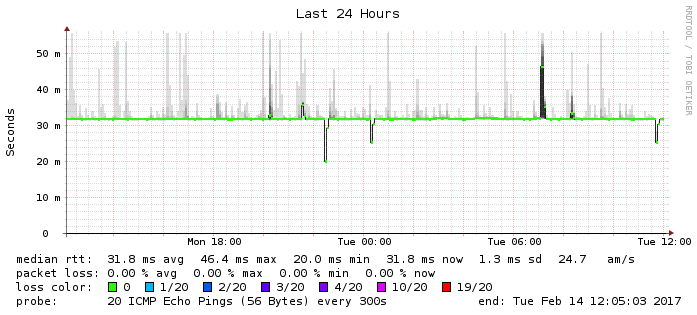 Last 24 Hours
RRDTOOL / TOBI OETIKER
Seconds
50 m
40 m
30 m
20 m
10 m
0
Mon 18:00 Tue 00:00 Tue 06:00 Tue 12:00
median rtt: 31.8 ms avg 46.4 ms max 20.0 ms min 31.8 ms now 1.3 ms sd 24.7 am/s
packet loss: 0.00 % avg 0.00 % max 0.00 % min 0.00 % now
loss color: 0 1/20 2/20 3/20 4/20 10/20 19/20
probe: 20 ICMP Echo Pings (56 Bytes) every 300s end: Tue Feb 14 12:05:03 2017